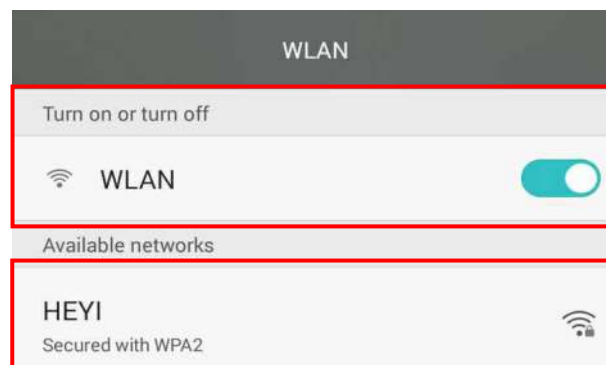 WLAN
Turn on or turn off
WLAN
Available networks
HEYI
Secured with WPA2